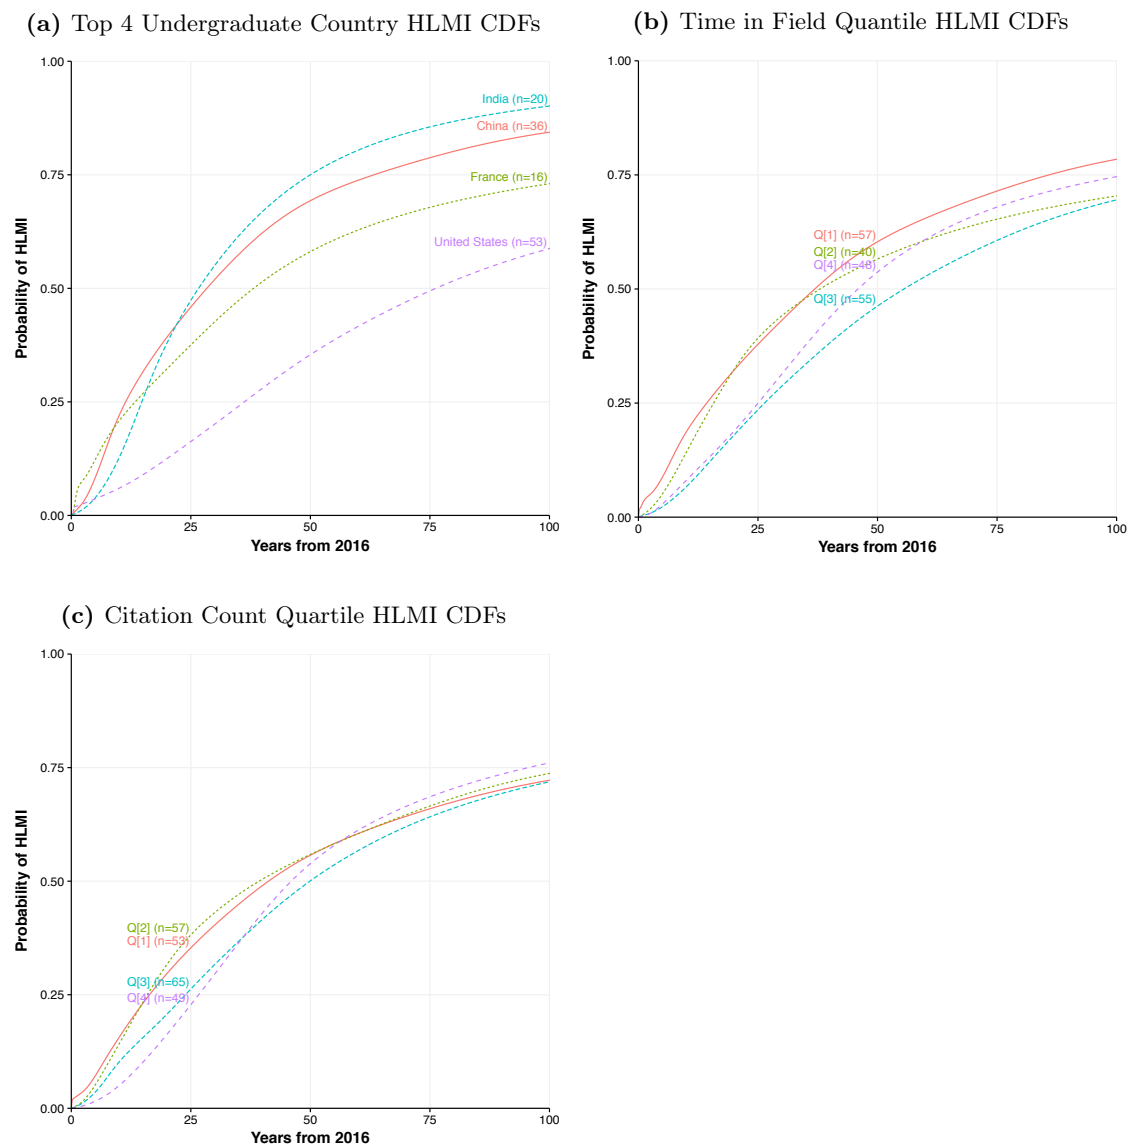 (a) Top 4 Undergraduate Country HLMI CDFs
1.00
0.75
0.50
0.25
0.00
Probability of HLMI
India (n=20)
China (n=36)
France (n=16)
United States (n=53)
0
25
50
75
100
Years from 2016
(b) Time in Field Quantile HLMI CDFs
1.00
0.75
0.50
0.25
0.00
Probability of HLMI
Q[1] (n=57)
Q[2] (n=40)
Q[4] (n=48)
Q[3] (n=55)
0
25
50
75
100
Years from 2016
(c) Citation Count Quartile HLMI CDFs
1.00
0.75
0.50
0.25
0.00
Probability of HLMI
Q[2] (n=57)
Q[1] (n=53)
Q[3] (n=65)
Q[4] (n=49)
0
25
50
75
100
Years from 2016